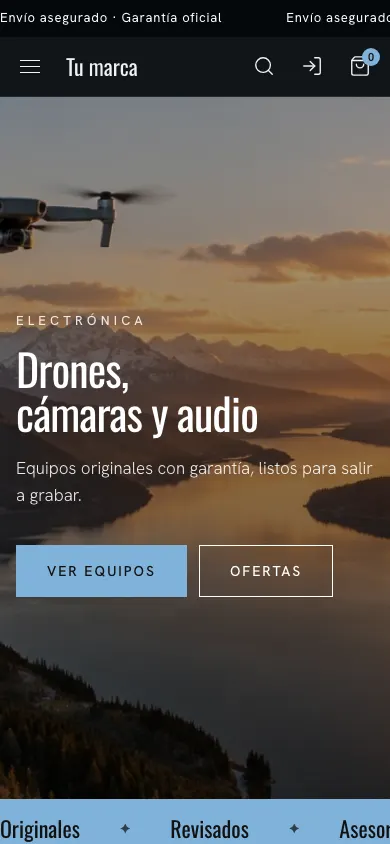 Envío asegurado · Garantía oficial Envío asegurado
Tu marca
0
ELECTRÓNICA
Drones,
cámaras y audio
Equipos originales con garantía, listos para salir
a grabar.
VER EQUIPOS OFERTAS
Originales ✦ Revisados ✦ Asesor